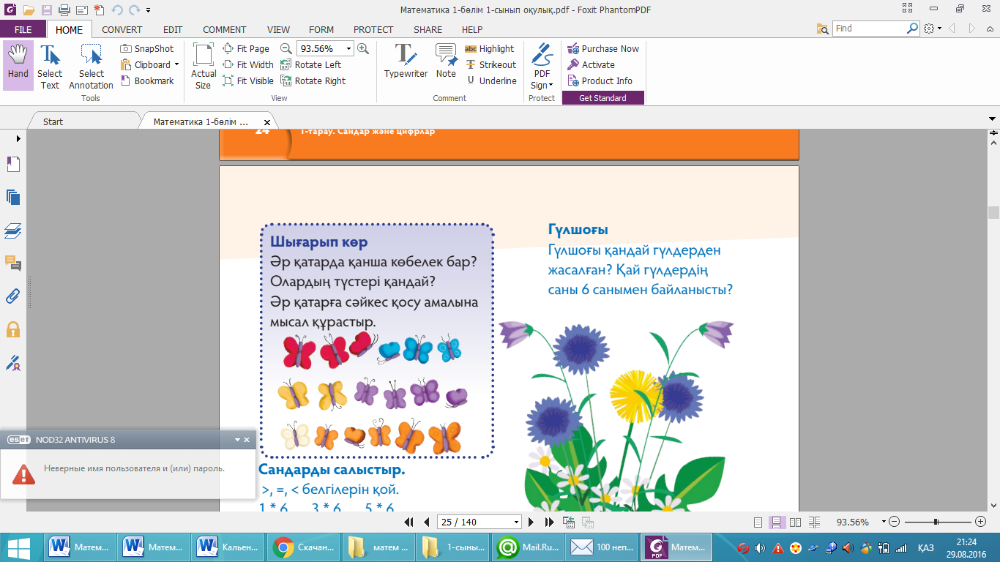 Математика 1-бөлім 1-сынып оқулық.pdf - Foxit PhantomPDF
FILE HOME CONVERT EDIT COMMENT VIEW FORM PROTECT SHARE HELP
Find
Hand
Select Text
Select Annotation
SnapShot
Clipboard
Bookmark
Tools
Actual Size
Fit Page
Fit Width
Fit Visible
93.56%
Rotate Left
Rotate Right
View
Typewriter
Note
abc Highlight
Strikeout
U Underline
Comment
PDF Sign
Protect
Purchase Now
Activate
Product Info
Get Standard
Start
Математика 1-бөлім ...
24 1-тарау. Сандар және цифрлар
Шығарып көр
Әр қатарда қанша көбелек бар?
Олардың түстері қандай?
Әр қатарға сәйкес қосу амалына
мысал құрастыр.
Гүлшоғы
Гүлшоғы қандай гүлдерден
жасалған? Қай гүлдердің
саны 6 санымен байланысты?
Сандарды салыстыр.
>, =, < белгілерін қой.
1 * 6 3 * 6 5 * 6
eset NOD32 ANTIVIRUS 8
Неверные имя пользователя и (или) пароль.
25 / 140
93.56%
Матем...
Матем...
Кальен...
Скачан...
матем ...
1-сыны...
Mail.Ru...
100 неп...
PDF
Матем...
ҚАЗ
21:24
29.08.2016